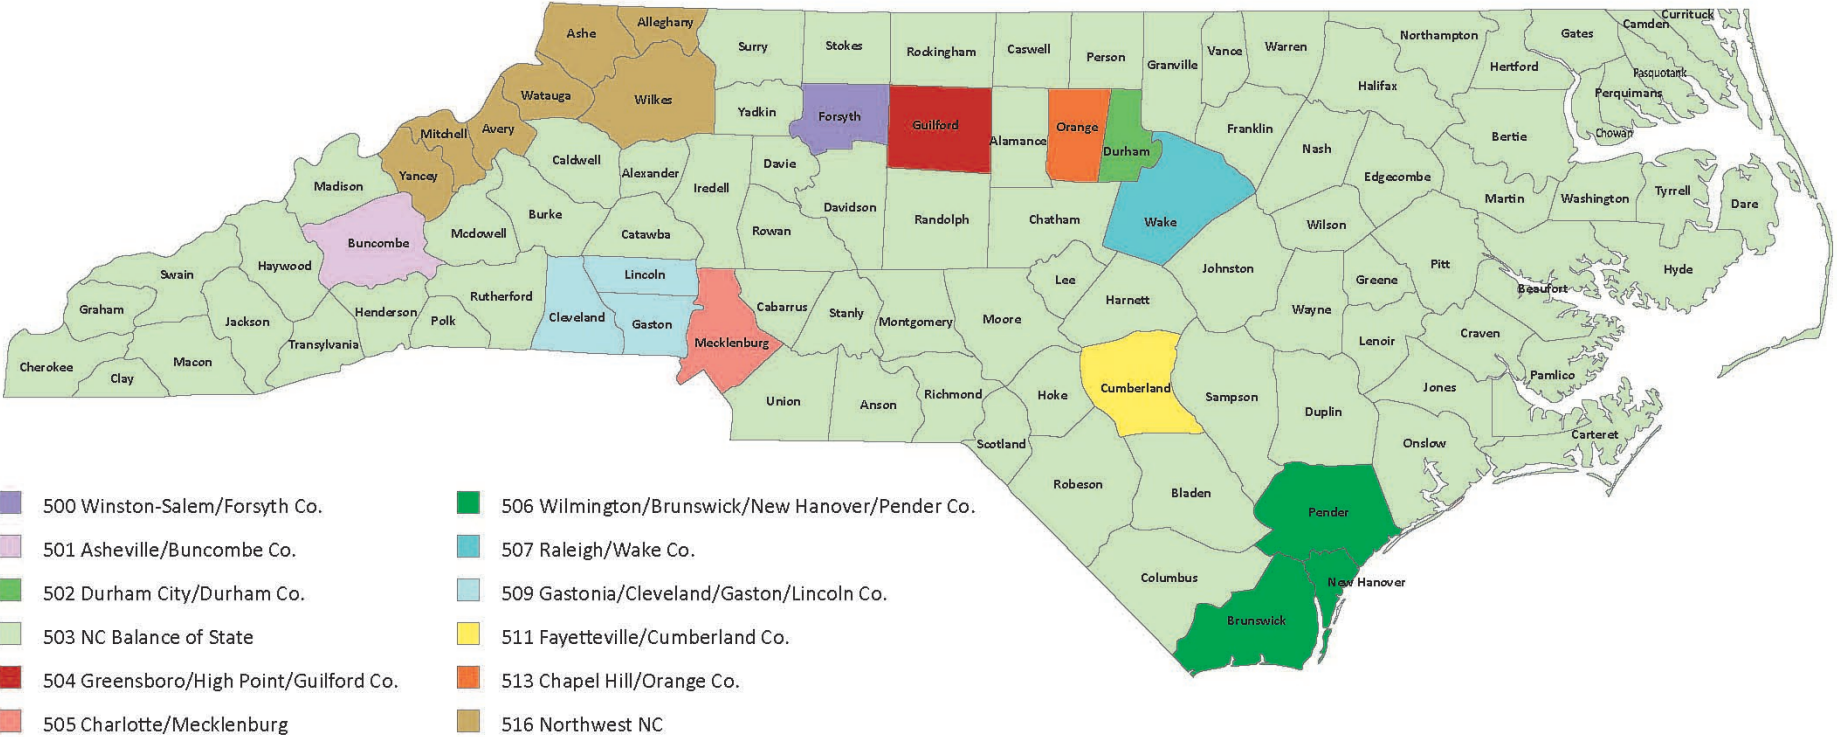 Ashe
Alleghany
Surry
Stokes
Rockingham
Caswell
Person
Granville
Vance
Warren
Northampton
Gates
Camden
Currituck
Hertford
Halifax
Pasquotank
Perquimans
Chowan
Bertie
Watauga
Wilkes
Yadkin
Forsyth
Guilford
Alamance
Orange
Durham
Franklin
Nash
Edgecombe
Martin
Washington
Tyrrell
Dare
Mitchell
Avery
Yancey
Madison
Caldwell
Alexander
Iredell
Davie
Davidson
Randolph
Chatham
Wake
Wilson
Pitt
Hyde
Beaufort
Buncombe
Mcdowell
Burke
Catawba
Rowan
Swain
Haywood
Lincoln
Lee
Johnston
Greene
Graham
Jackson
Henderson
Rutherford
Polk
Cleveland
Gaston
Cabarrus
Stanly
Montgomery
Moore
Harnett
Wayne
Lenoir
Craven
Pamlico
Cherokee
Clay
Macon
Transylvania
Mecklenburg
Union
Anson
Richmond
Hoke
Cumberland
Sampson
Duplin
Jones
Onslow
Carteret
Scotland
Robeson
Bladen
Pender
Columbus
New Hanover
Brunswick
500 Winston-Salem/Forsyth Co.
501 Asheville/Buncombe Co.
502 Durham City/Durham Co.
503 NC Balance of State
504 Greensboro/High Point/Guilford Co.
505 Charlotte/Mecklenburg
506 Wilmington/Brunswick/New Hanover/Pender Co.
507 Raleigh/Wake Co.
509 Gastonia/Cleveland/Gaston/Lincoln Co.
511 Fayetteville/Cumberland Co.
513 Chapel Hill/Orange Co.
516 Northwest NC